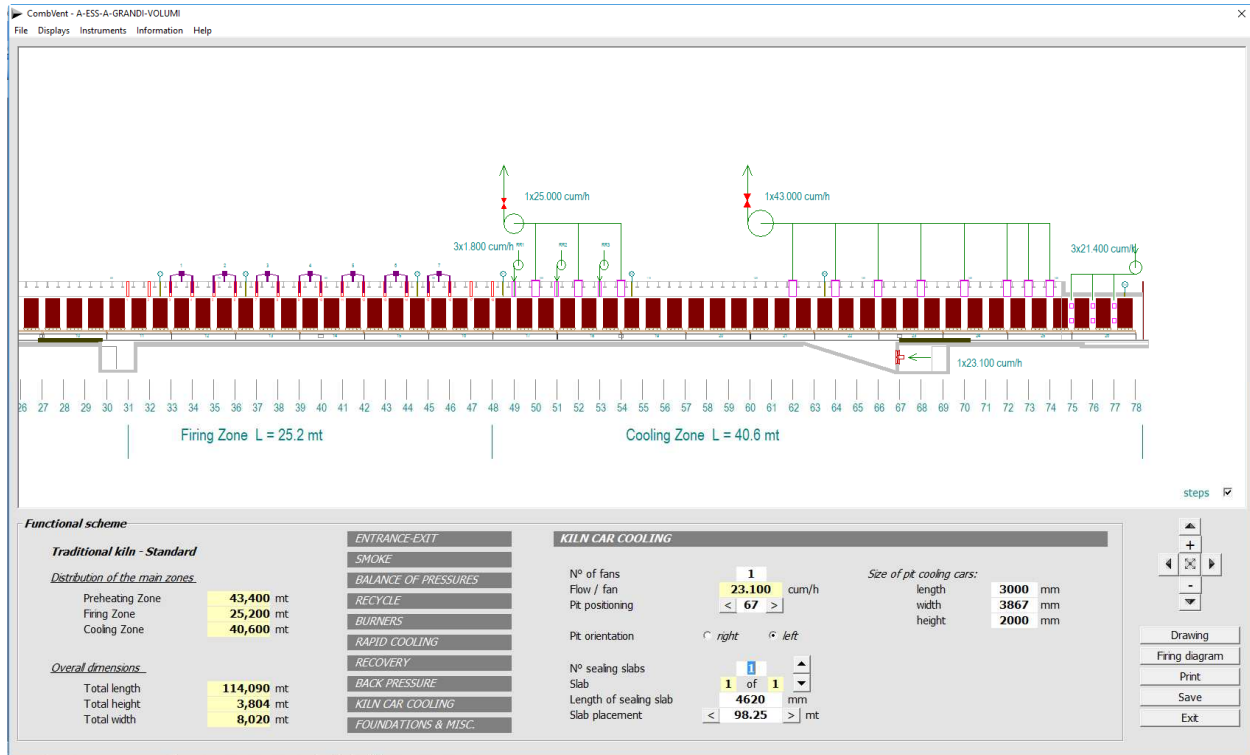 CombVent - A-ESS-A-GRANDI-VOLUMI
File Displays Instruments Information Help
1x25.000 cum/h
1x43.000 cum/h
3x1.800 cum/h
3x21.400 cum/h
1 2 3 4 5 6 7
1x23.100 cum/h
26 27 28 29 30 31 32 33 34 35 36 37 38 39 40 41 42 43 44 45 46 47 48 49 50 51 52 53 54 55 56 57 58 59 60 61 62 63 64 65 66 67 68 69 70 71 72 73 74 75 76 77 78
Firing Zone L = 25.2 mt
Cooling Zone L = 40.6 mt
steps
Functional scheme
Traditional kiln - Standard
Distribution of the main zones
Preheating Zone 43,400 mt
Firing Zone 25,200 mt
Cooling Zone 40,600 mt
Overall dimensions
Total length 114,090 mt
Total height 3,804 mt
Total width 8,020 mt
ENTRANCE-EXIT
SMOKE
BALANCE OF PRESSURES
RECYCLE
BURNERS
RAPID COOLING
RECOVERY
BACK PRESSURE
KILN CAR COOLING
FOUNDATIONS & MISC.
KILN CAR COOLING
N° of fans 1
Flow / fan 23.100 cum/h
Pit positioning < 67 >
Pit orientation right left
N° sealing slabs 1
Slab 1 of 1
Length of sealing slab 4620 mm
Slab placement < 98.25 > mt
Size of pit cooling cars:
length 3000 mm
width 3867 mm
height 2000 mm
+
-
Drawing
Firing diagram
Print
Save
Exit